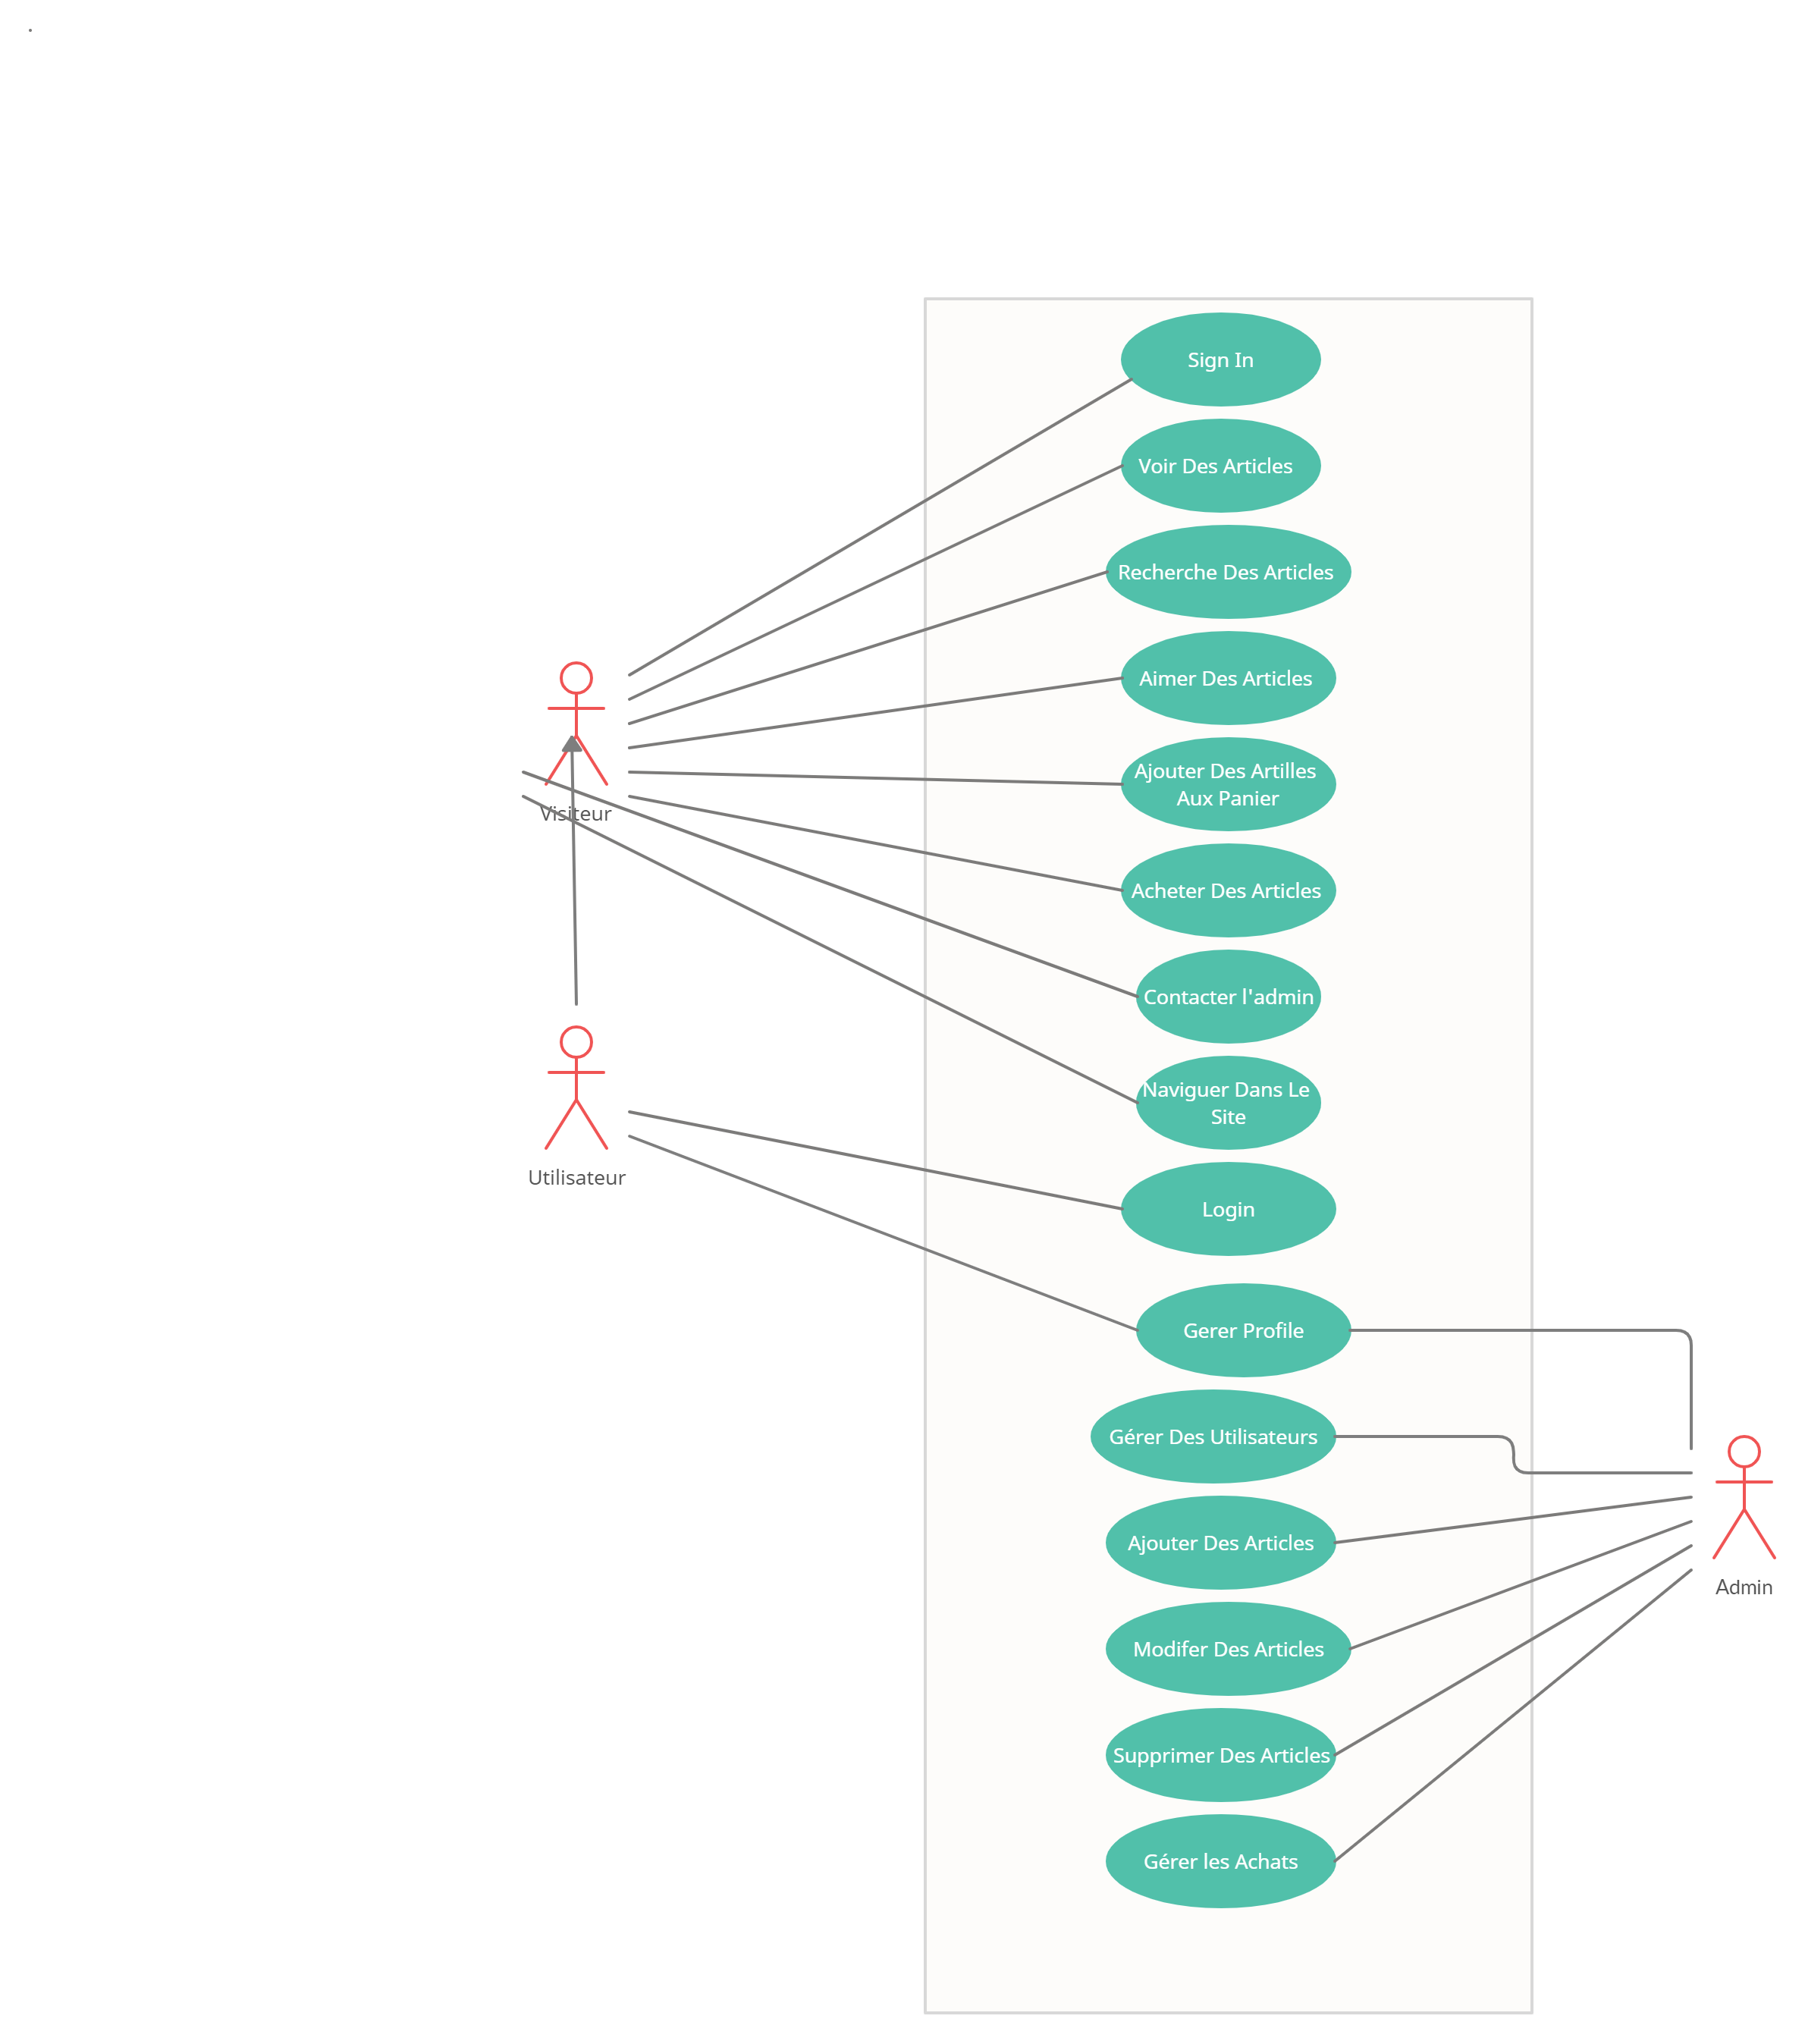 .
Sign In
Voir Des Articles
Recherche Des Articles
Aimer Des Articles
Ajouter Des Artilles
Aux Panier
Visiteur
Acheter Des Articles
Contacter l'admin
Naviguer Dans Le
Site
Utilisateur
Login
Gerer Profile
Gérer Des Utilisateurs
Ajouter Des Articles
Admin
Modifer Des Articles
Supprimer Des Articles
Gérer les Achats